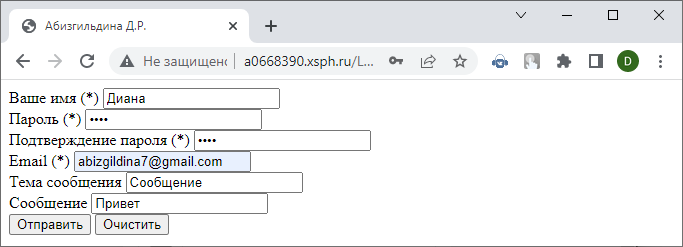 Абизгильдина Д.Р.
Не защищено a0668390.xsph.ru/L...
D
Ваше имя (*) Диана
Пароль (*) ••••
Подтверждение пароля (*) ••••
Email (*) abizgildina7@gmail.com
Тема сообщения Сообщение
Сообщение Привет
Отправить Очистить